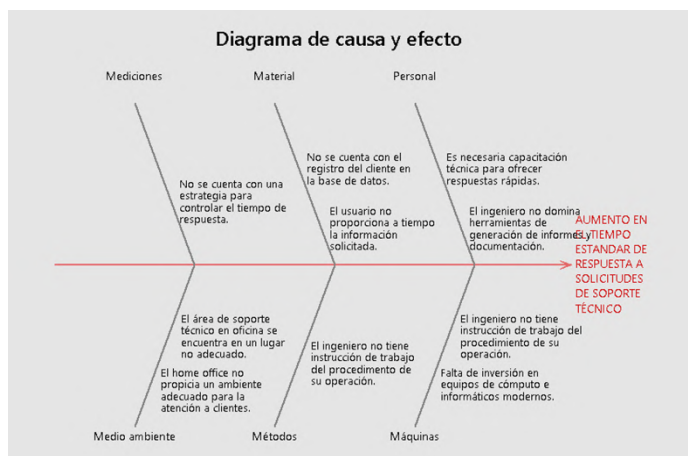 Diagrama de causa y efecto
Mediciones
Material
Personal
No se cuenta con una
estrategia para
controlar el tiempo de
respuesta.
No se cuenta con el
registro del cliente en
la base de datos.
El usuario no
proporciona a tiempo
la información
solicitada.
Es necesaria capacitación
técnica para ofrecer
respuestas rápidas.
El ingeniero no domina
herramientas de
generación de informes y
documentación.
AUMENTO EN
EL TIEMPO
ESTANDAR DE
RESPUESTA A
SOLICITUDES
DE SOPORTE
TÉCNICO
El área de soporte
técnico en oficina se
encuentra en un lugar
no adecuado.
El home office no
propicia un ambiente
adecuado para la
atención a clientes.
El ingeniero no tiene
instrucción de trabajo
del procedimiento de
su operación.
El ingeniero no tiene
instrucción de trabajo del
procedimiento de su
operación.
Falta de inversión en
equipos de cómputo e
informáticos modernos.
Medio ambiente
Métodos
Máquinas